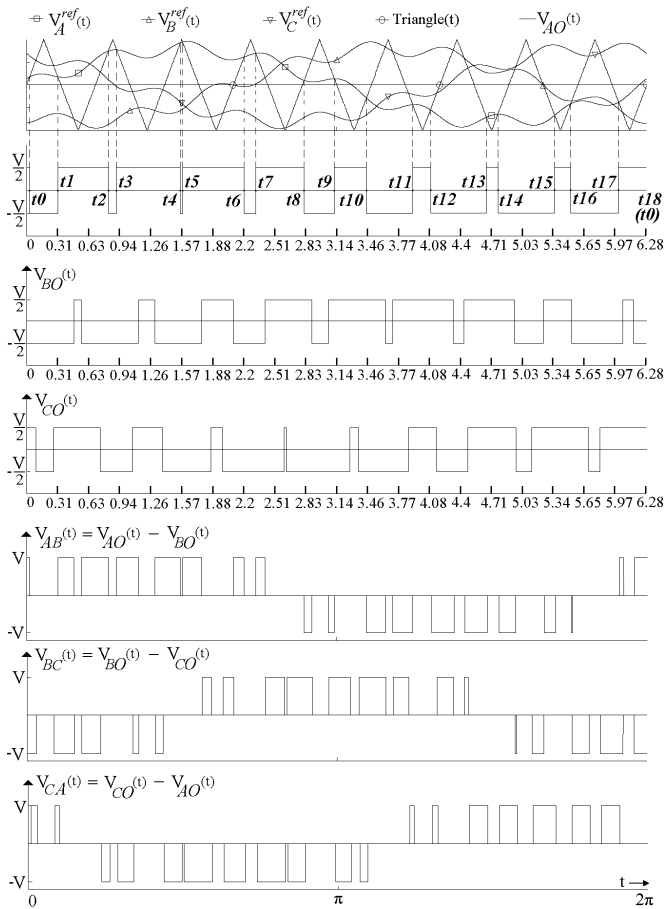 V_A^ref(t) V_B^ref(t) V_C^ref(t) Triangle(t) V_AO(t)
V/2
t1 t3 t5 t7 t9 t11 t13 t15 t17
t0 t2 t4 t6 t8 t10 t12 t14 t16 t18
-V/2
(t0)
0 0.31 0.63 0.94 1.26 1.57 1.88 2.2 2.51 2.83 3.14 3.46 3.77 4.08 4.4 4.71 5.03 5.34 5.65 5.97 6.28
V_BO(t)
V/2
-V/2
0 0.31 0.63 0.94 1.26 1.57 1.88 2.2 2.51 2.83 3.14 3.46 3.77 4.08 4.4 4.71 5.03 5.34 5.65 5.97 6.28
V_CO(t)
V/2
-V/2
0 0.31 0.63 0.94 1.26 1.57 1.88 2.2 2.51 2.83 3.14 3.46 3.77 4.08 4.4 4.71 5.03 5.34 5.65 5.97 6.28
V_AB(t) = V_AO(t) - V_BO(t)
V
-V
π
V_BC(t) = V_BO(t) - V_CO(t)
V
-V
π
V_CA(t) = V_CO(t) - V_AO(t)
V
-V
t
0 π 2π